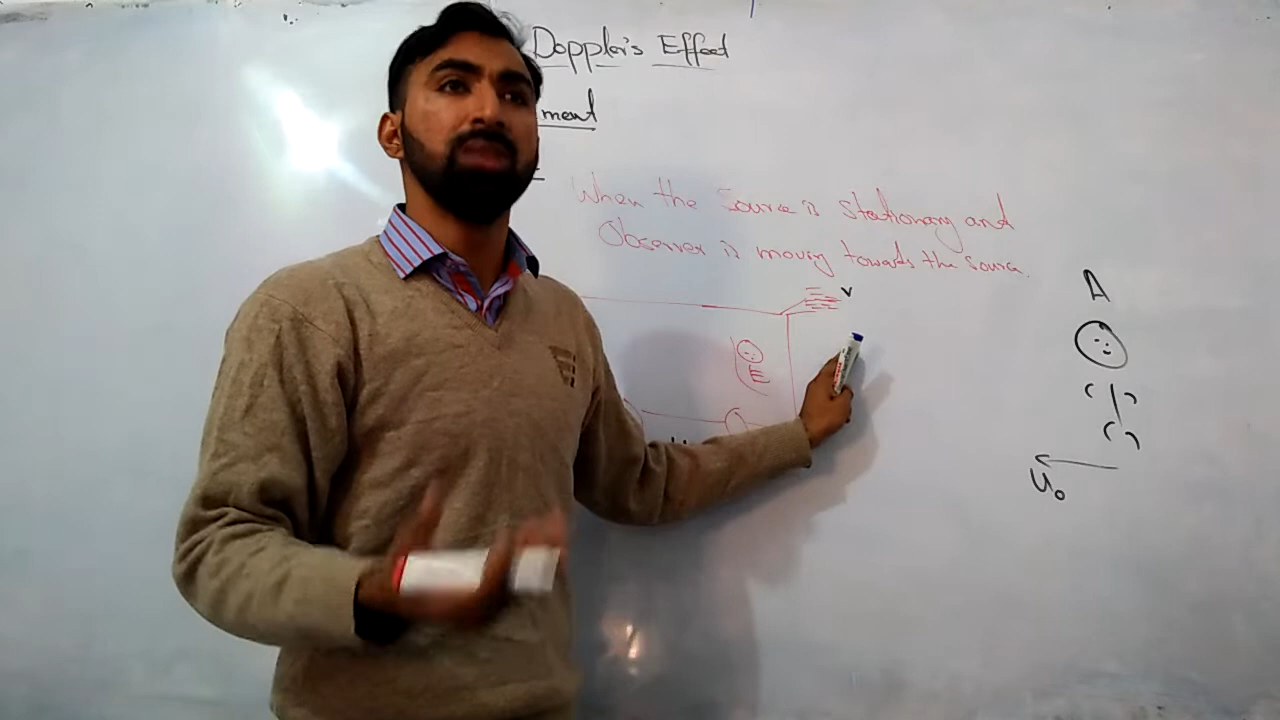 Doppler's Effect
ment
When the Source is Stationary and
Observer is moving towards the source.
v
A
u₀